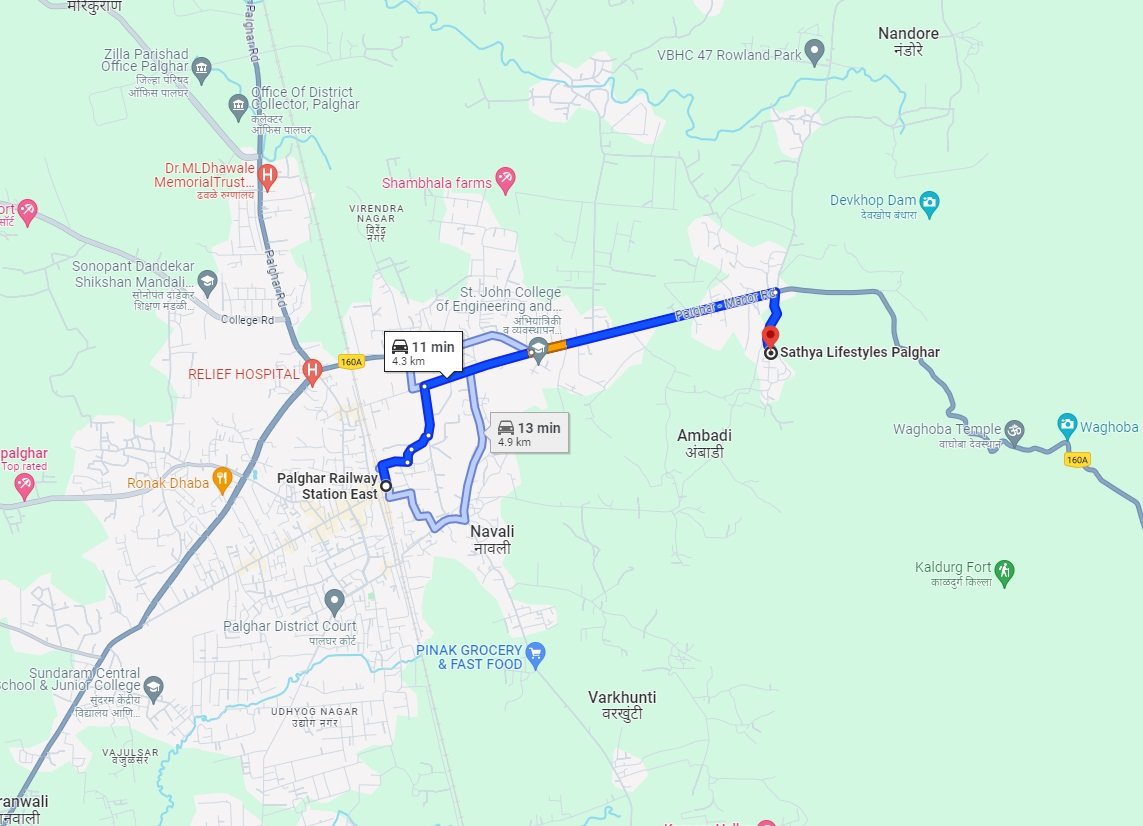 Palghar Rd
Nandore
नंडोरे
Zilla Parishad
Office Palghar
जिल्हा परिषद
ऑफिस पालघर
VBHC 47 Rowland Park
Office Of District
Collector, Palghar
कलेक्टर
ऑफिस पालघर
Dr.MLDhawale
MemorialTrust...
ढवळे रुग्णालय
Shambhala farms
VIRENDRA
NAGAR
विरेंद्र
नगर
Devkhop Dam
देवखोप बंधारा
Palghar Rd
Sonopant Dandekar
Shikshan Mandali...
सोनोपंत दांडेकर
शिक्षण मंडळी...
St. John College
of Engineering and...
अभियांत्रिकी
व व्यवस्थापन...
Palghar - Manor Rd
College Rd
11 min
4.3 km
Sathya Lifestyles Palghar
160A
RELIEF HOSPITAL
13 min
4.9 km
Ambadi
अंबाडी
Waghoba Temple
वाघोबा देवस्थान
Waghoba
160A
palghar
Top rated
Ronak Dhaba
Palghar Railway
Station East
Navali
नावली
Kaldurg Fort
काळदुर्ग किल्ला
Palghar District Court
पालघर कोर्ट
PINAK GROCERY
& FAST FOOD
Sundaram Central
School & Junior College
सुंदरम केंद्रीय
विद्यालय आणि...
Varkhunti
वरखुंटी
UDHYOG NAGAR
उद्योग नगर
VAJULSAR
वजुळसर
ranwali